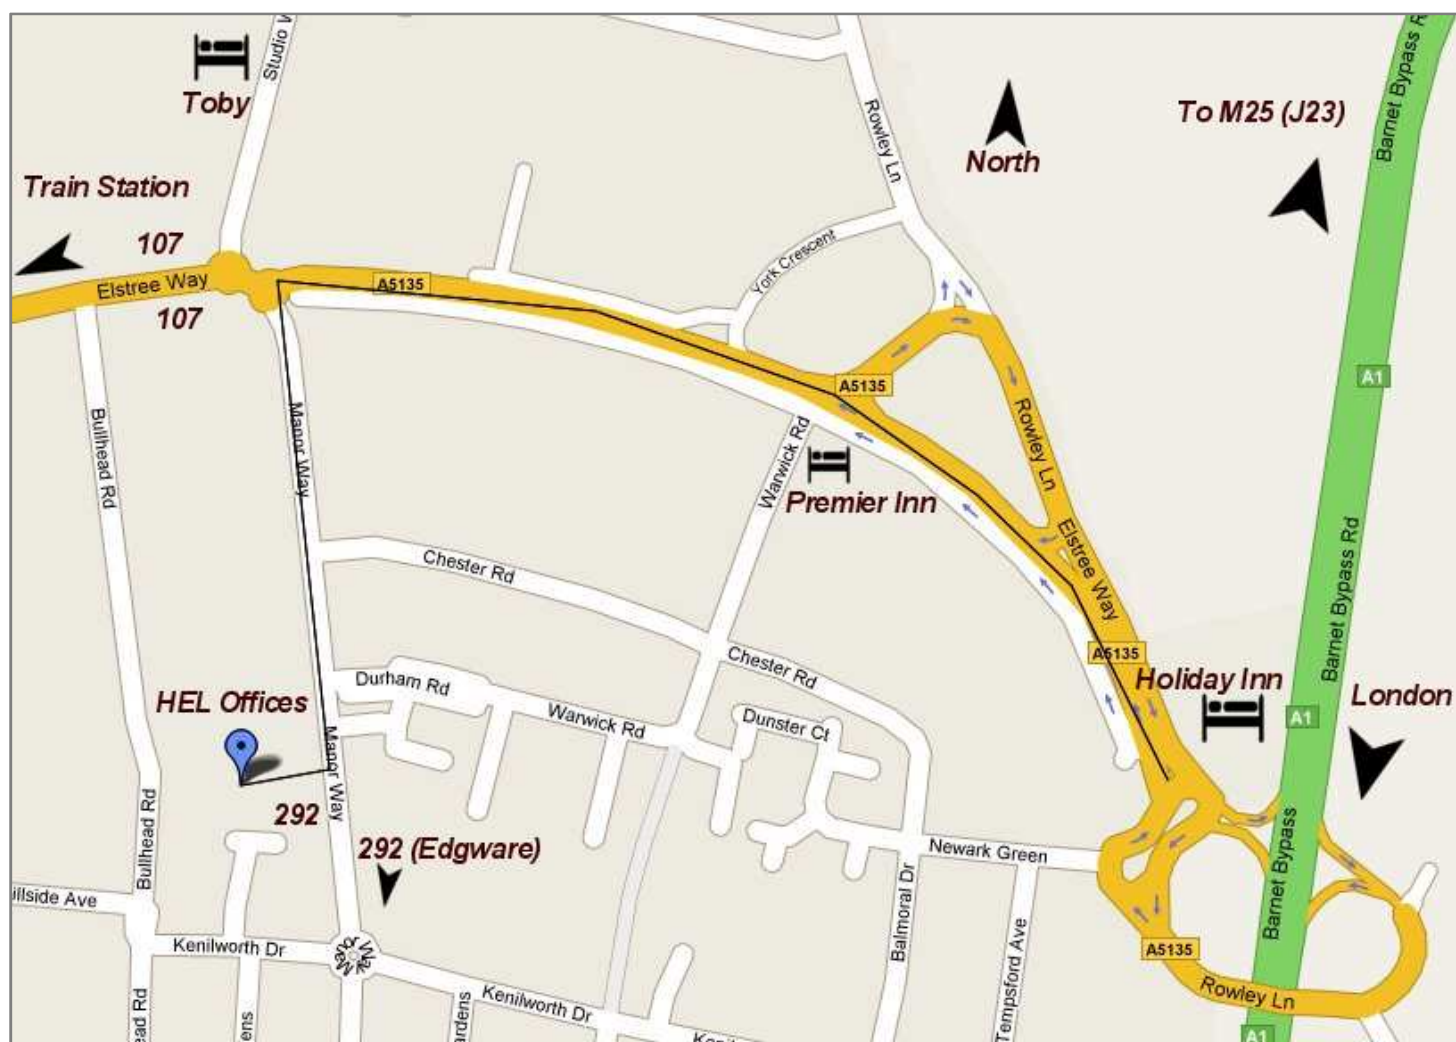 Studio W
Toby
Rowley Ln
North
To M25 (J23)
Barnet Bypass R
Train Station
107
Elstree Way
107
A5135
York Crescent
A5135
A1
Bullhead Rd
Manor Way
Warwick Rd
Premier Inn
Rowley Ln
Elstree Way
Barnet Bypass Rd
Chester Rd
Chester Rd
A5135
Holiday Inn
London
A1
HEL Offices
Durham Rd
Warwick Rd
Dunster Ct
Manor Way
292
292 (Edgware)
Bullhead Rd
Newark Green
Barnet Bypass
illside Ave
Kenilworth Dr
Manor Way
Balmoral Dr
Tempsford Ave
A5135
Rowley Ln
Kenilworth Dr
ead Rd
ens
ardens
Kenil
A1